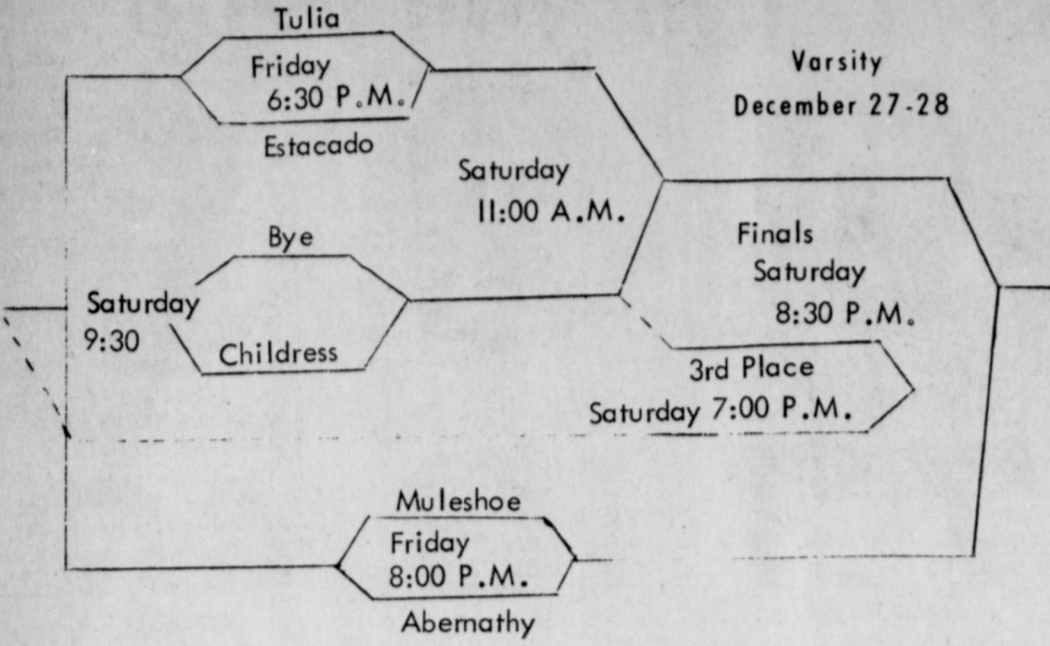 Tulia
Friday
6:30 P.M.
Estacado
Varsity
December 27-28
Saturday
11:00 A.M.
Bye
Finals
Saturday
8:30 P.M.
Saturday
9:30
Childress
3rd Place
Saturday 7:00 P.M.
Muleshoe
Friday
8:00 P.M.
Abernathy